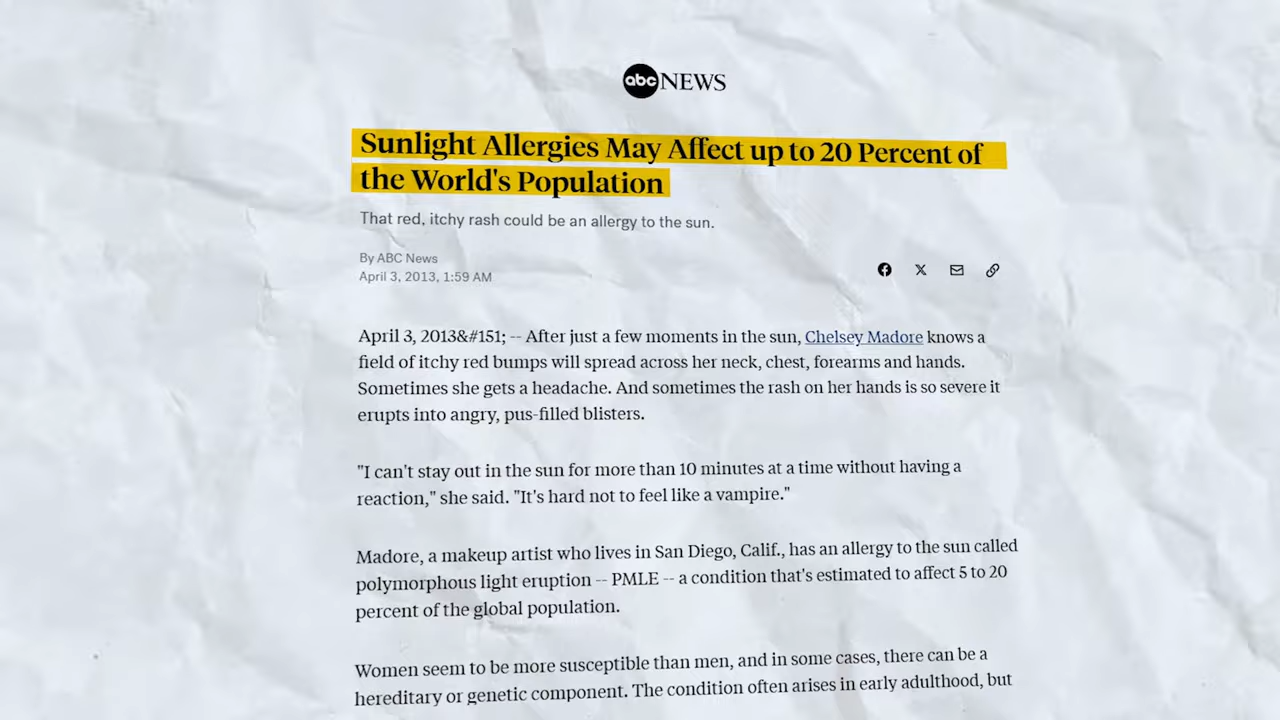 abc NEWS
Sunlight Allergies May Affect up to 20 Percent of
the World's Population
That red, itchy rash could be an allergy to the sun.
By ABC News
April 3, 2013, 1:59 AM
April 3, 2013&#151; -- After just a few moments in the sun, Chelsey Madore knows a
field of itchy red bumps will spread across her neck, chest, forearms and hands.
Sometimes she gets a headache. And sometimes the rash on her hands is so severe it
erupts into angry, pus-filled blisters.
"I can't stay out in the sun for more than 10 minutes at a time without having a
reaction," she said. "It's hard not to feel like a vampire."
Madore, a makeup artist who lives in San Diego, Calif., has an allergy to the sun called
polymorphous light eruption -- PMLE -- a condition that's estimated to affect 5 to 20
percent of the global population.
Women seem to be more susceptible than men, and in some cases, there can be a
hereditary or genetic component. The condition often arises in early adulthood, but